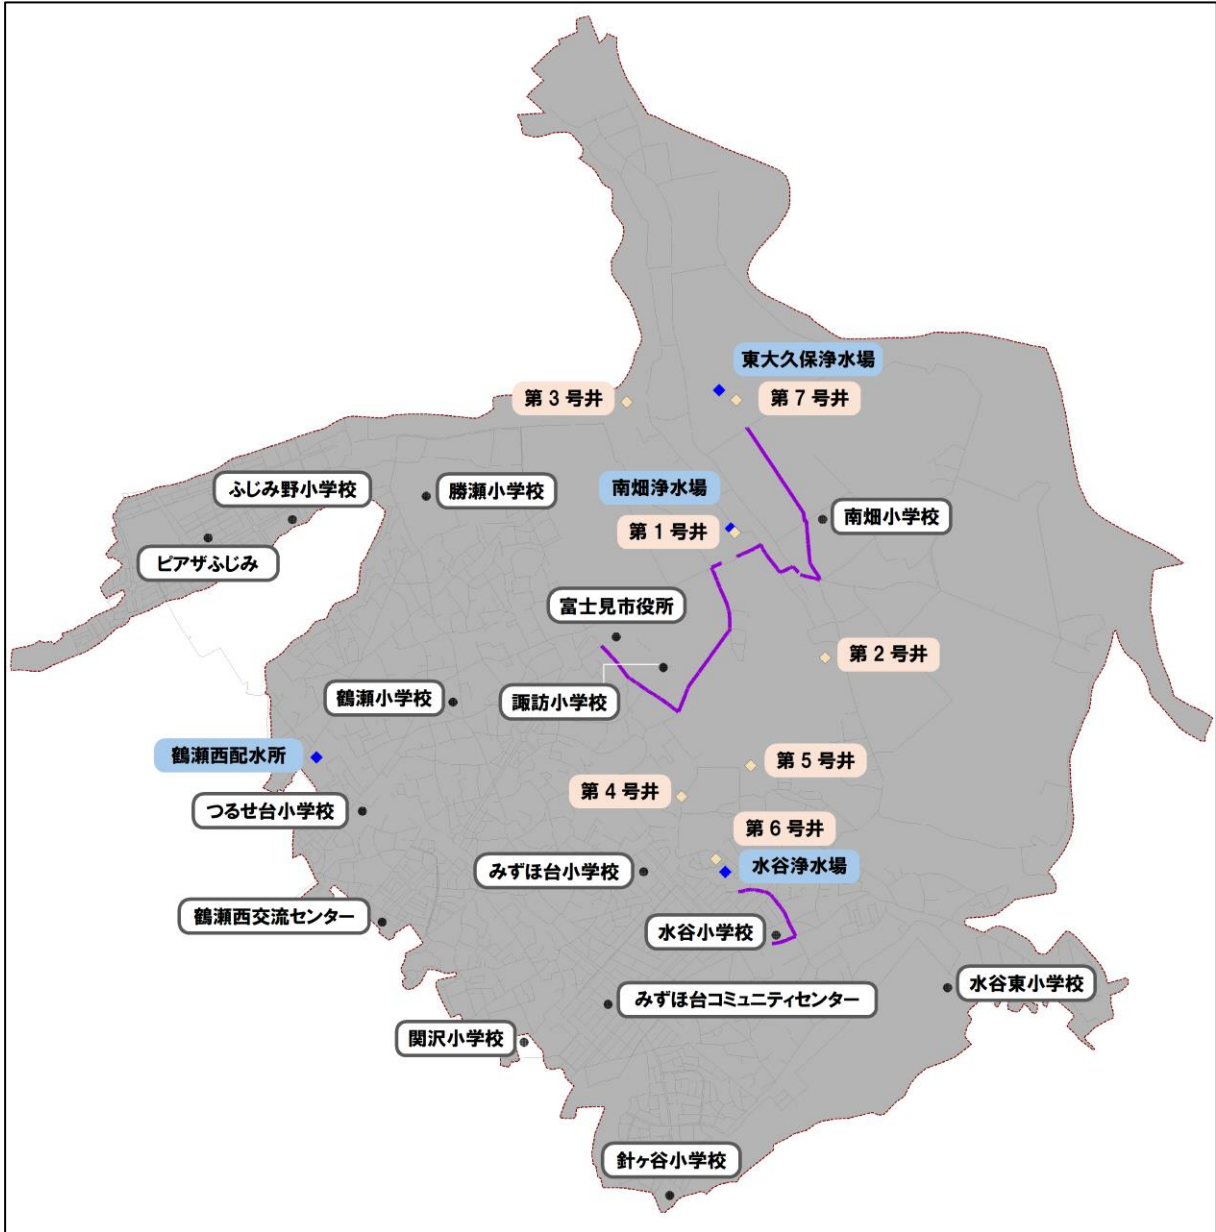 東大久保浄水場
第3号井
第7号井
ふじみ野小学校
勝瀬小学校
南畑浄水場
南畑小学校
第1号井
ピアザふじみ
富士見市役所
第2号井
鶴瀬小学校
諏訪小学校
鶴瀬西配水所
第5号井
第4号井
つるせ台小学校
第6号井
みずほ台小学校
水谷浄水場
鶴瀬西交流センター
水谷小学校
水谷東小学校
みずほ台コミュニティセンター
関沢小学校
針ヶ谷小学校